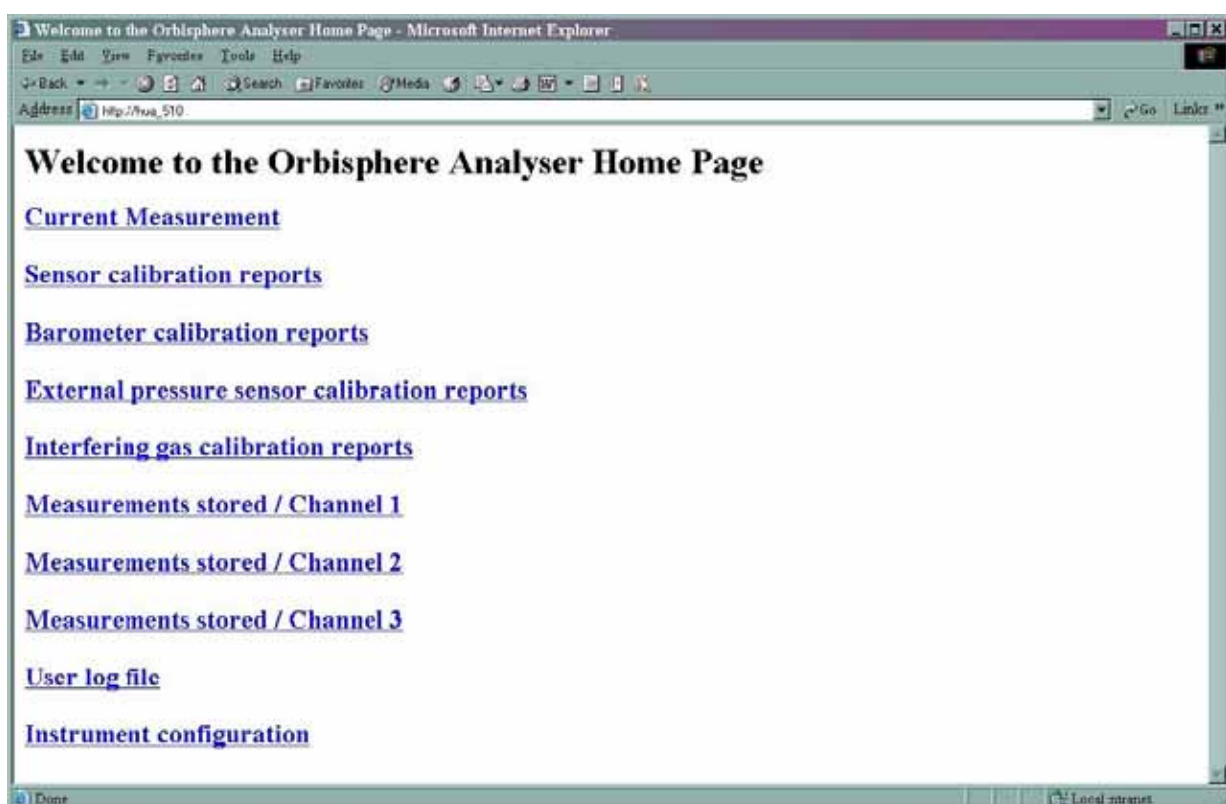 Welcome to the Orbisphere Analyser Home Page - Microsoft Internet Explorer
File Edit View Favorites Tools Help
Back Search Favorites Media
Address http://hua_510 Go Links »
Welcome to the Orbisphere Analyser Home Page
Current Measurement
Sensor calibration reports
Barometer calibration reports
External pressure sensor calibration reports
Interfering gas calibration reports
Measurements stored / Channel 1
Measurements stored / Channel 2
Measurements stored / Channel 3
User log file
Instrument configuration
Done Local intranet